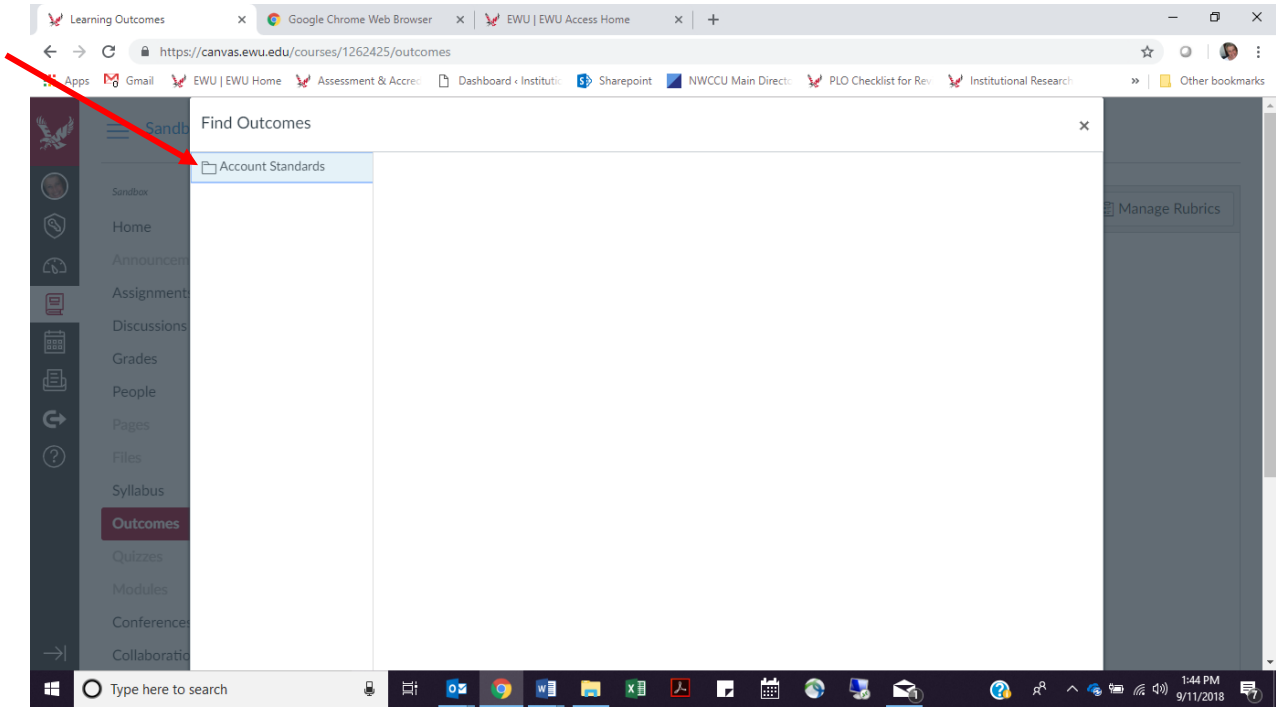 Learning Outcomes
Google Chrome Web Browser
EWU | EWU Access Home
https://canvas.ewu.edu/courses/1262425/outcomes
Apps
Gmail
EWU | EWU Home
Assessment & Accred
Dashboard ‹ Institutio
Sharepoint
NWCCU Main Directo
PLO Checklist for Rev
Institutional Research
»
Other bookmarks
Sandb
Find Outcomes
Account Standards
Sandbox
Manage Rubrics
Home
Announcem
Assignments
Discussions
Grades
People
Pages
Files
Syllabus
Outcomes
Quizzes
Modules
Conferences
Collaboratio
Type here to search
1:44 PM
9/11/2018